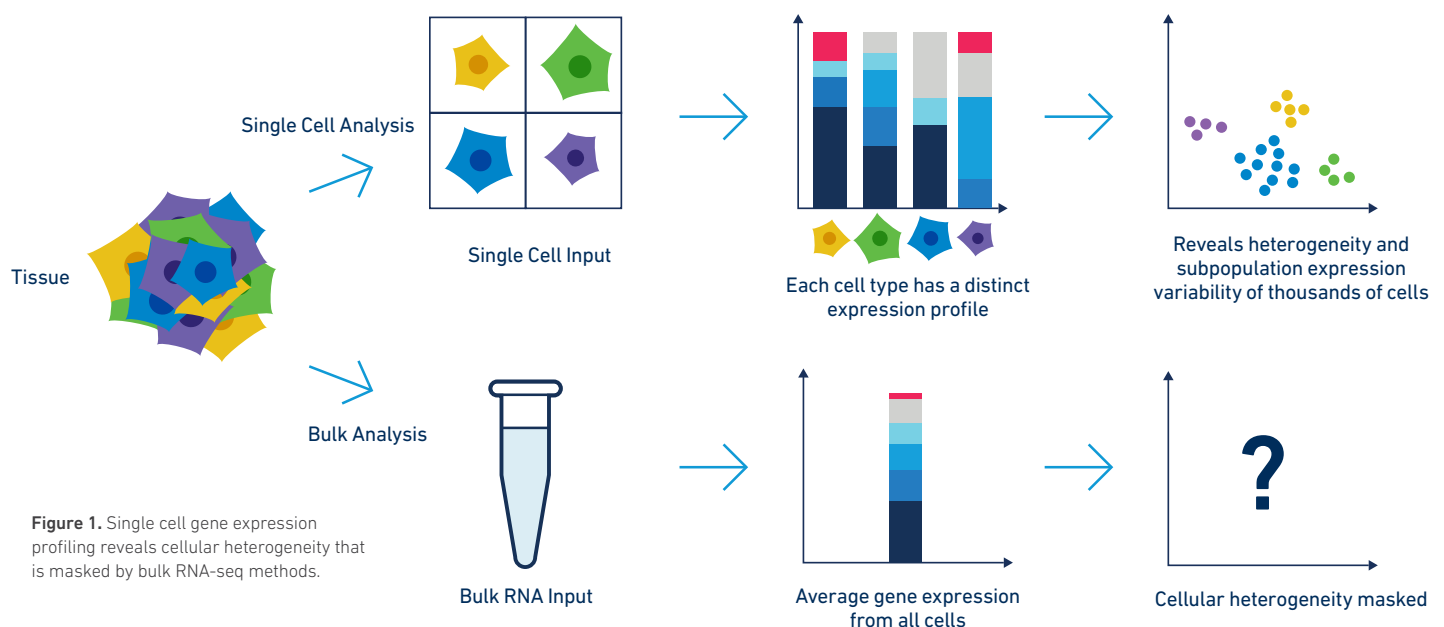 Tissue
Single Cell Analysis
Single Cell Input
Each cell type has a distinct
expression profile
Reveals heterogeneity and
subpopulation expression
variability of thousands of cells
Bulk Analysis
Bulk RNA Input
Average gene expression
from all cells
?
Cellular heterogeneity masked
Figure 1. Single cell gene expression
profiling reveals cellular heterogeneity that
is masked by bulk RNA-seq methods.